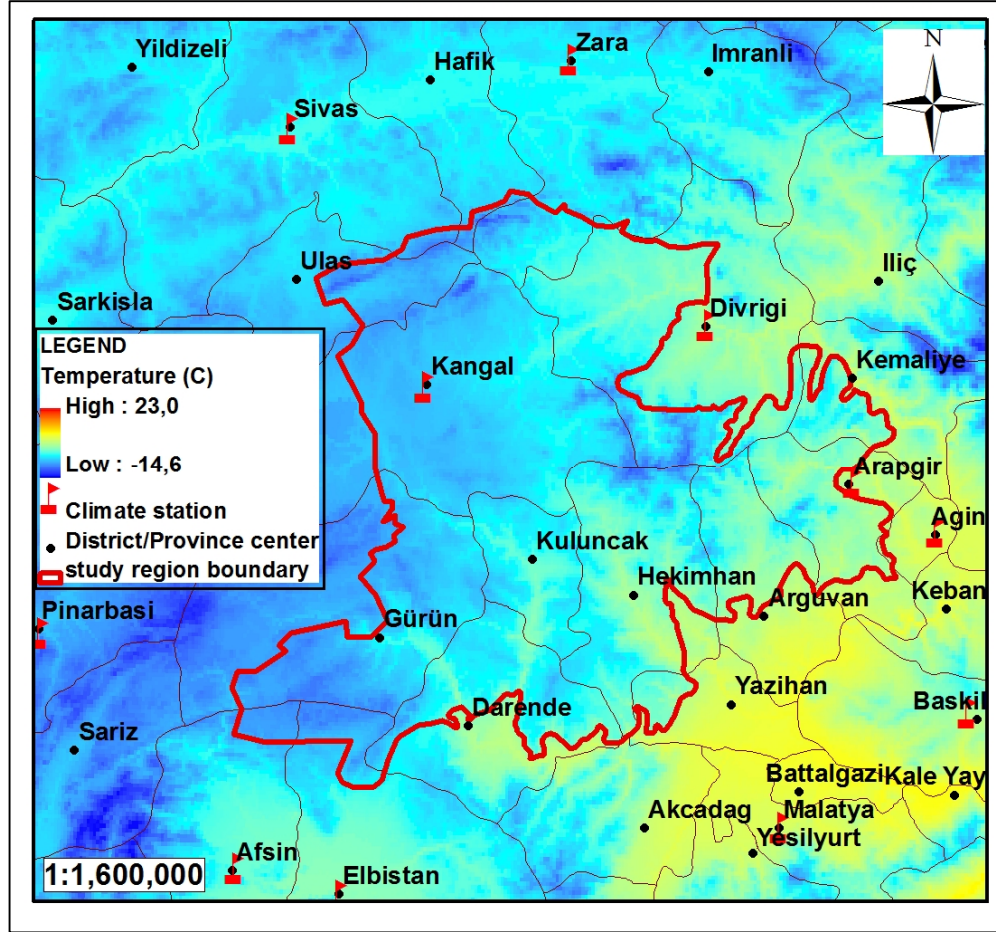 Yildizeli
Hafik
Zara
Imranli
N
Sivas
Ulas
Iliç
Sarkisla
Divrigi
LEGEND
Temperature (C)
High : 23,0
Low : -14,6
Climate station
District/Province center
study region boundary
Kangal
Kemaliye
Arapgir
Agin
Kuluncak
Hekimhan
Arguvan
Keban
Pinarbasi
Gürün
Yazihan
Baskil
Darende
Sariz
Battalgazi
Kale Yay
Akcadag
Malatya
Yesilyurt
Afsin
Elbistan
1:1,600,000